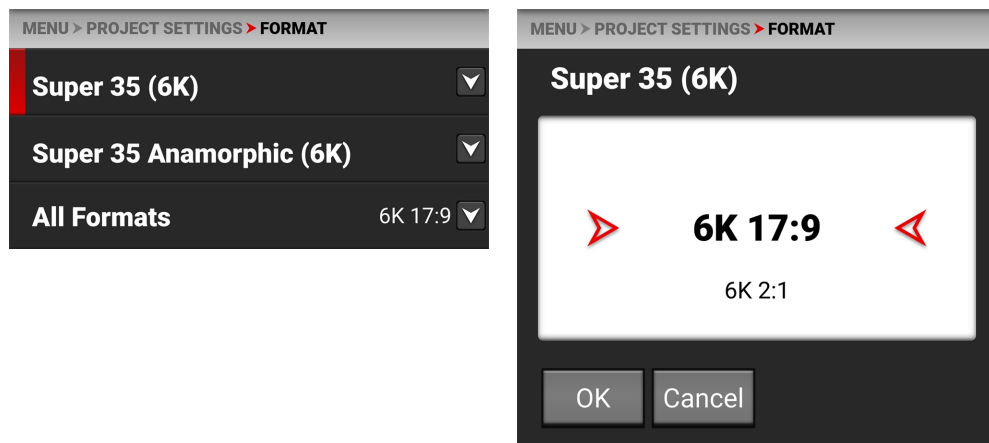 MENU ➤ PROJECT SETTINGS ➤ FORMAT
Super 35 (6K)
Super 35 Anamorphic (6K)
All Formats 6K 17:9
MENU ➤ PROJECT SETTINGS ➤ FORMAT
Super 35 (6K)
6K 17:9
6K 2:1
OK Cancel